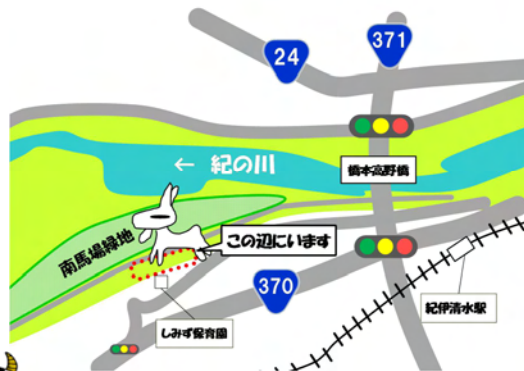 371
24
← 紀の川
橋本高野橋
南馬場緑地
この辺にいます
370
紀伊清水駅
しみず保育園